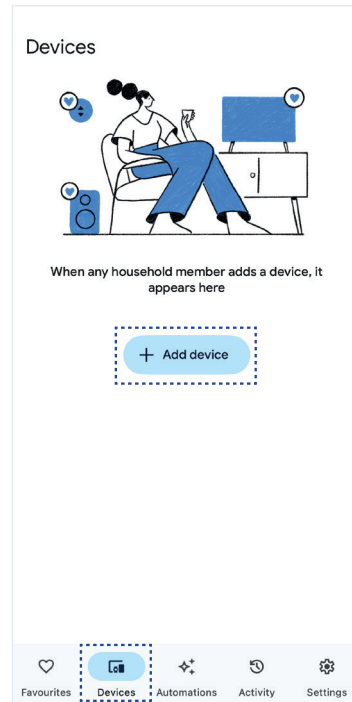 Devices
When any household member adds a device, it
appears here
+ Add device
Favourites Devices Automations Activity Settings